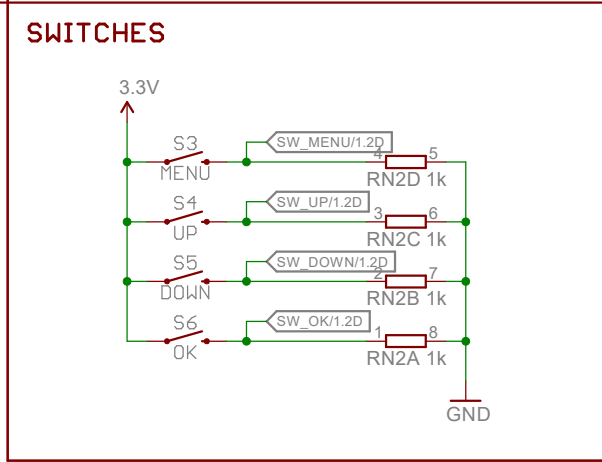 SWITCHES
3.3V
S3
SW_MENU/1.2D
4 5
MENU
RN2D 1k
S4
SW_UP/1.2D
3 6
UP
RN2C 1k
S5
SW_DOWN/1.2D
2 7
DOWN
RN2B 1k
S6
SW_OK/1.2D
1 8
OK
RN2A 1k
GND